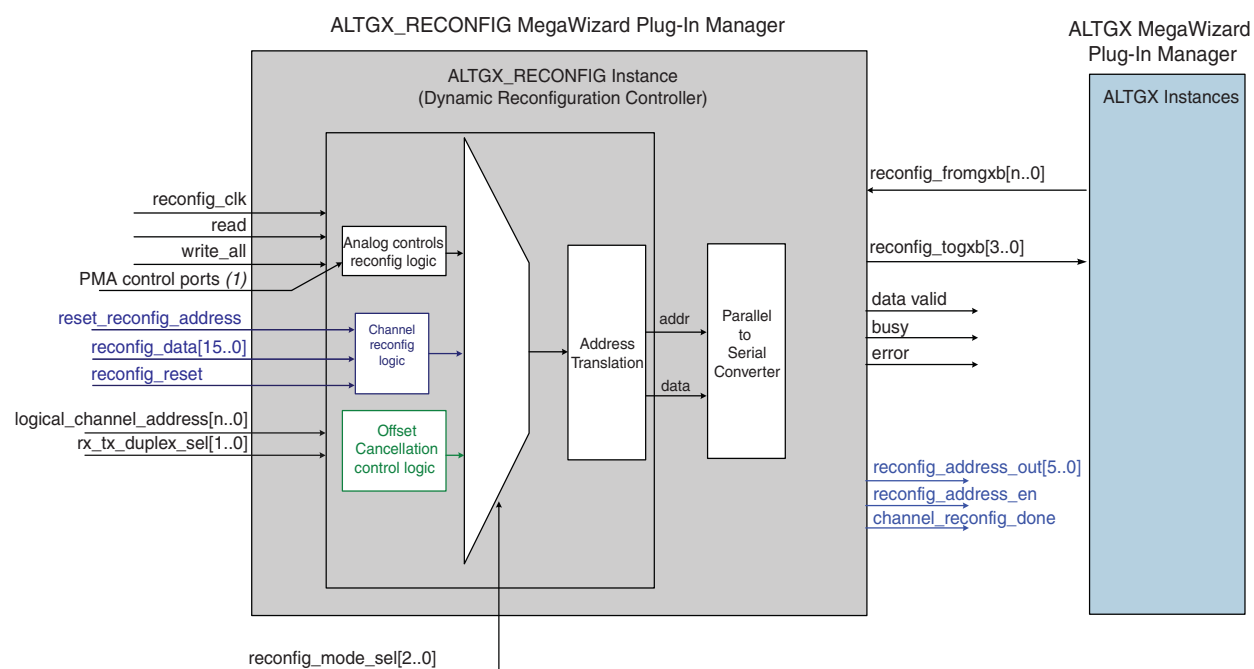 ALTGX_RECONFIG MegaWizard Plug-In Manager
ALTGX MegaWizard
Plug-In Manager
ALTGX_RECONFIG Instance
(Dynamic Reconfiguration Controller)
ALTGX Instances
reconfig_clk
read
write_all
PMA control ports (1)
reset_reconfig_address
reconfig_data[15..0]
reconfig_reset
logical_channel_address[n..0]
rx_tx_duplex_sel[1..0]
Analog controls
reconfig logic
Channel
reconfig
logic
Offset
Cancellation
control logic
Address
Translation
addr
data
Parallel
to
Serial
Converter
reconfig_fromgxb[n..0]
reconfig_togxb[3..0]
data valid
busy
error
reconfig_address_out[5..0]
reconfig_address_en
channel_reconfig_done
reconfig_mode_sel[2..0]